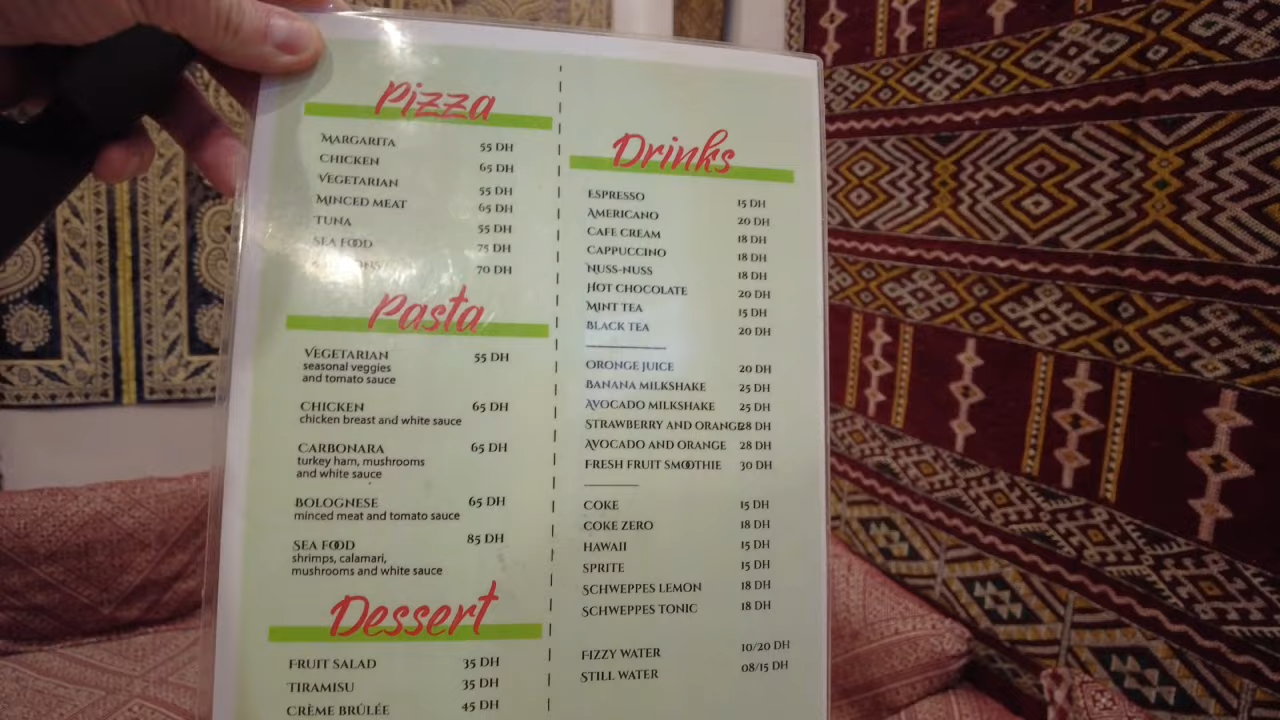 Pizza
MARGARITA 55 DH
CHICKEN 65 DH
VEGETARIAN 55 DH
MINCED MEAT 65 DH
TUNA 55 DH
SEA FOOD 75 DH
70 DH
Pasta
VEGETARIAN 55 DH
seasonal veggies
and tomato sauce
CHICKEN 65 DH
chicken breast and white sauce
CARBONARA 65 DH
turkey ham, mushrooms
and white sauce
BOLOGNESE 65 DH
minced meat and tomato sauce
SEA FOOD 85 DH
shrimps, calamari,
mushrooms and white sauce
Dessert
FRUIT SALAD 35 DH
TIRAMISU 35 DH
CRÈME BRÛLÉE 45 DH
Drinks
ESPRESSO 15 DH
AMERICANO 20 DH
CAFE CREAM 18 DH
CAPPUCCINO 18 DH
NUSS-NUSS 18 DH
HOT CHOCOLATE 20 DH
MINT TEA 15 DH
BLACK TEA 20 DH
ORONGE JUICE 20 DH
BANANA MILKSHAKE 25 DH
AVOCADO MILKSHAKE 25 DH
STRAWBERRY AND ORANGE 28 DH
AVOCADO AND ORANGE 28 DH
FRESH FRUIT SMOOTHIE 30 DH
COKE 15 DH
COKE ZERO 18 DH
HAWAII 15 DH
SPRITE 15 DH
SCHWEPPES LEMON 18 DH
SCHWEPPES TONIC 18 DH
FIZZY WATER 10/20 DH
STILL WATER 08/15 DH